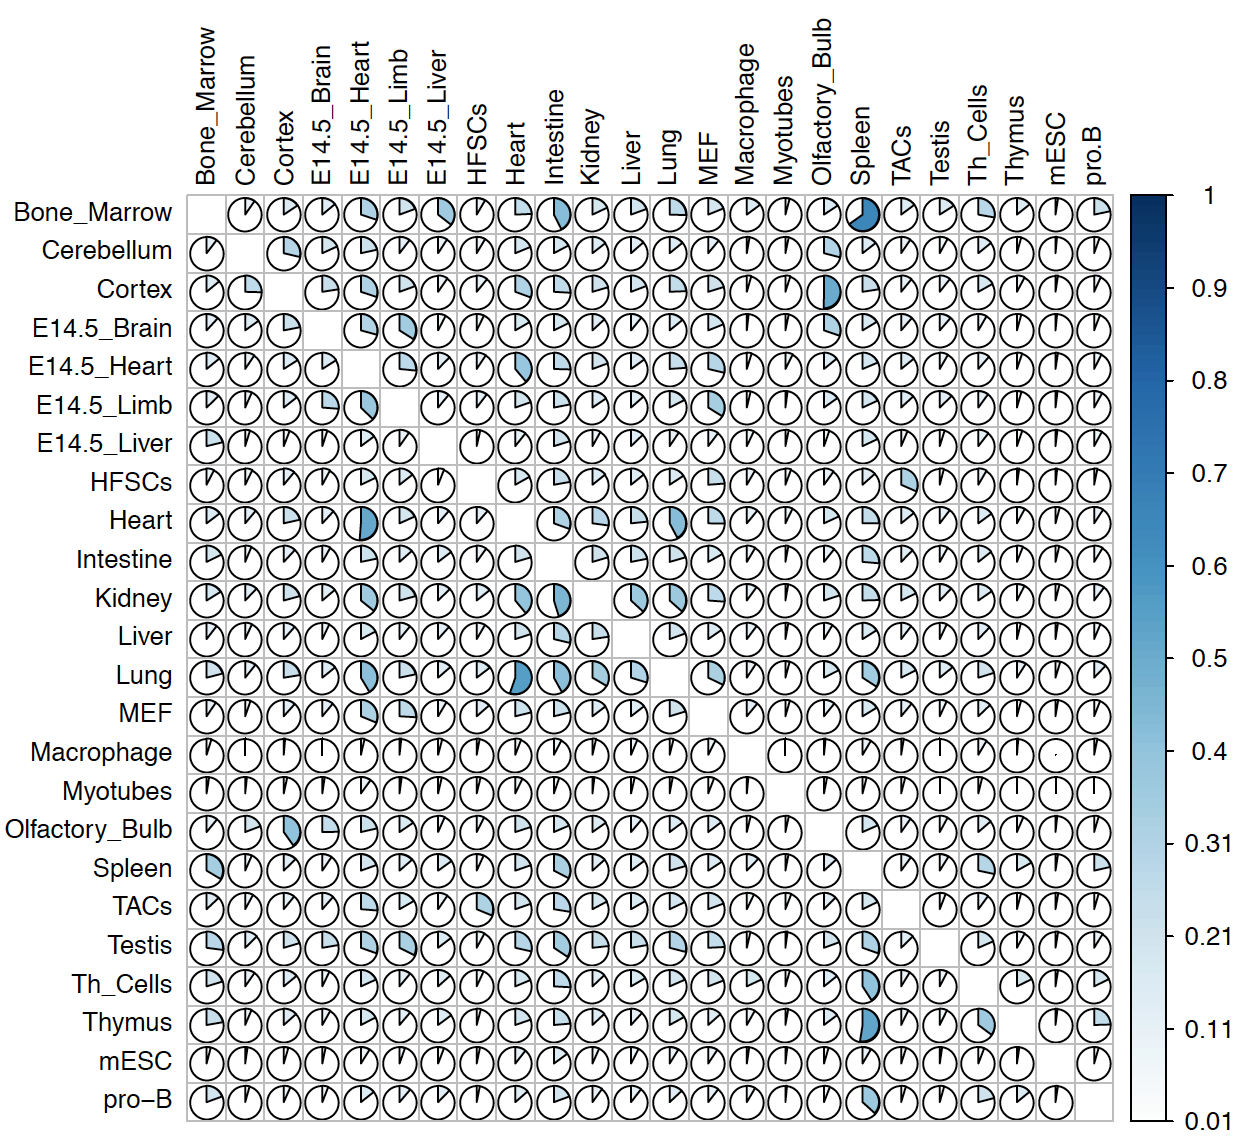 Bone_Marrow
Cerebellum
Cortex
E14.5_Brain
E14.5_Heart
E14.5_Limb
E14.5_Liver
HFSCs
Heart
Intestine
Kidney
Liver
Lung
MEF
Macrophage
Myotubes
Olfactory_Bulb
Spleen
TACs
Testis
Th_Cells
Thymus
mESC
pro.B
Bone_Marrow
Cerebellum
Cortex
E14.5_Brain
E14.5_Heart
E14.5_Limb
E14.5_Liver
HFSCs
Heart
Intestine
Kidney
Liver
Lung
MEF
Macrophage
Myotubes
Olfactory_Bulb
Spleen
TACs
Testis
Th_Cells
Thymus
mESC
pro−B
1
0.9
0.8
0.7
0.6
0.5
0.4
0.31
0.21
0.11
0.01